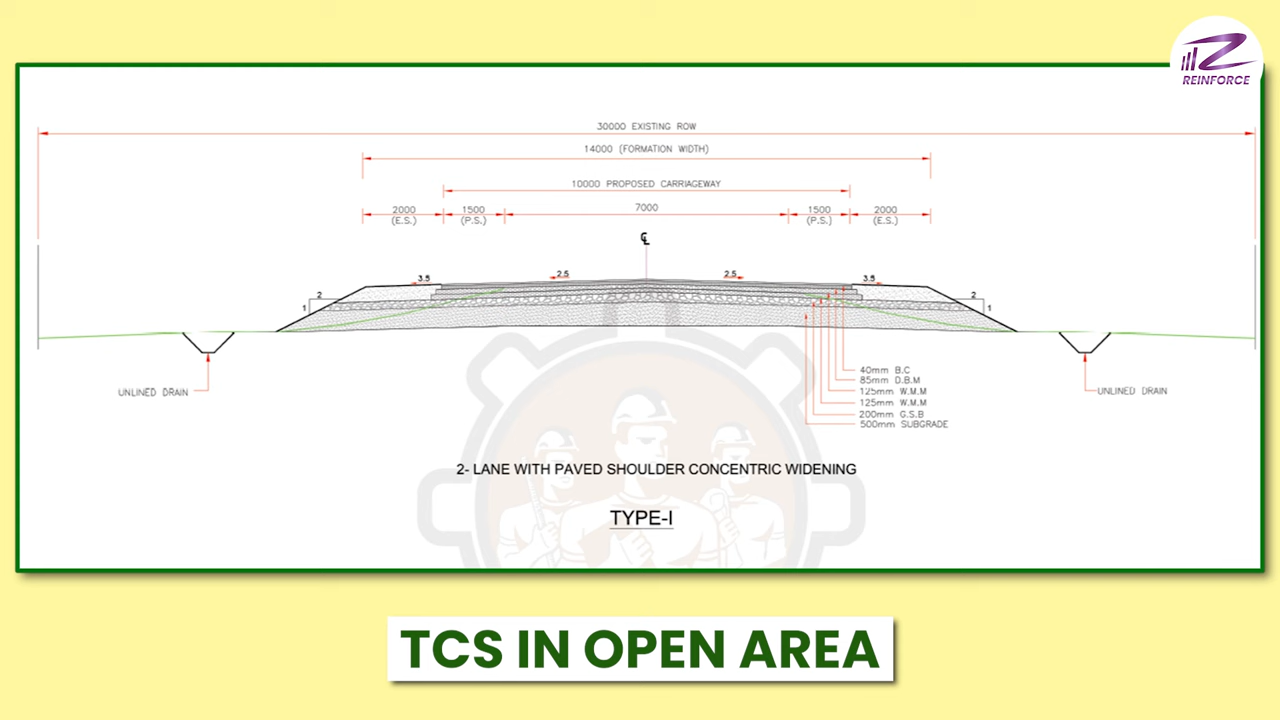 REINFORCE
30000 EXISTING ROW
14000 (FORMATION WIDTH)
10000 PROPOSED CARRIAGEWAY
2000 1500 7000 1500 2000
(E.S.) (P.S.) (P.S.) (E.S.)
℄
3.5 2.5 2.5 3.5
2 2
1 1
40mm B.C
85mm D.B.M
125mm W.M.M
125mm W.M.M
200mm G.S.B
500mm SUBGRADE
UNLINED DRAIN UNLINED DRAIN
2- LANE WITH PAVED SHOULDER CONCENTRIC WIDENING
TYPE-I
TCS IN OPEN AREA